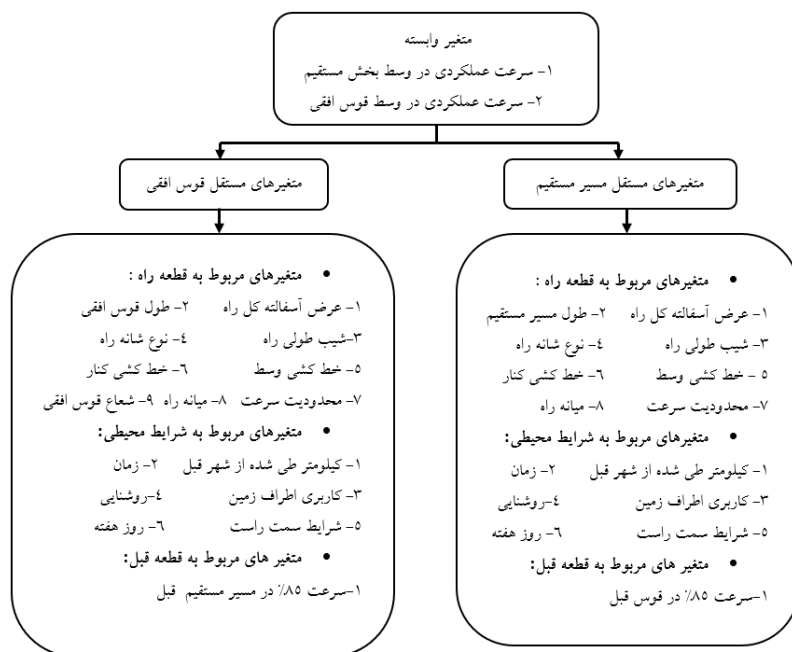 متغیر وابسته
۱- سرعت عملکردی در وسط بخش مستقیم
۲- سرعت عملکردی در وسط قوس افقی
متغیرهای مستقل مسیر مستقیم
متغیرهای مستقل قوس افقی
• متغیرهای مربوط به قطعه راه :
۱- عرض آسفالته کل راه ۲- طول مسیر مستقیم
۳- شیب طولی راه ۴- نوع شانه راه
۵ - خط کشی وسط ۶- خط کشی کنار
۷- محدودیت سرعت ۸- میانه راه
• متغیرهای مربوط به شرایط محیطی:
۱- کیلومتر طی شده از شهر قبل ۲- زمان
۳- کاربری اطراف زمین ۴-روشنایی
۵- شرایط سمت راست ۶- روز هفته
• متغیر های مربوط به قطعه قبل:
۱-سرعت ۸۵٪ در قوس قبل
• متغیرهای مربوط به قطعه راه :
۱- عرض آسفالته کل راه ۲- طول قوس افقی
۳-شیب طولی راه ۴- نوع شانه راه
۵- خط کشی وسط ۶- خط کشی کنار
۷- محدودیت سرعت ۸- میانه راه ۹- شعاع قوس افقی
• متغیرهای مربوط به شرایط محیطی:
۱- کیلومتر طی شده از شهر قبل ۲- زمان
۳- کاربری اطراف زمین ۴-روشنایی
۵- شرایط سمت راست ۶- روز هفته
• متغیر های مربوط به قطعه قبل:
۱-سرعت ۸۵٪ در مسیر مستقیم قبل